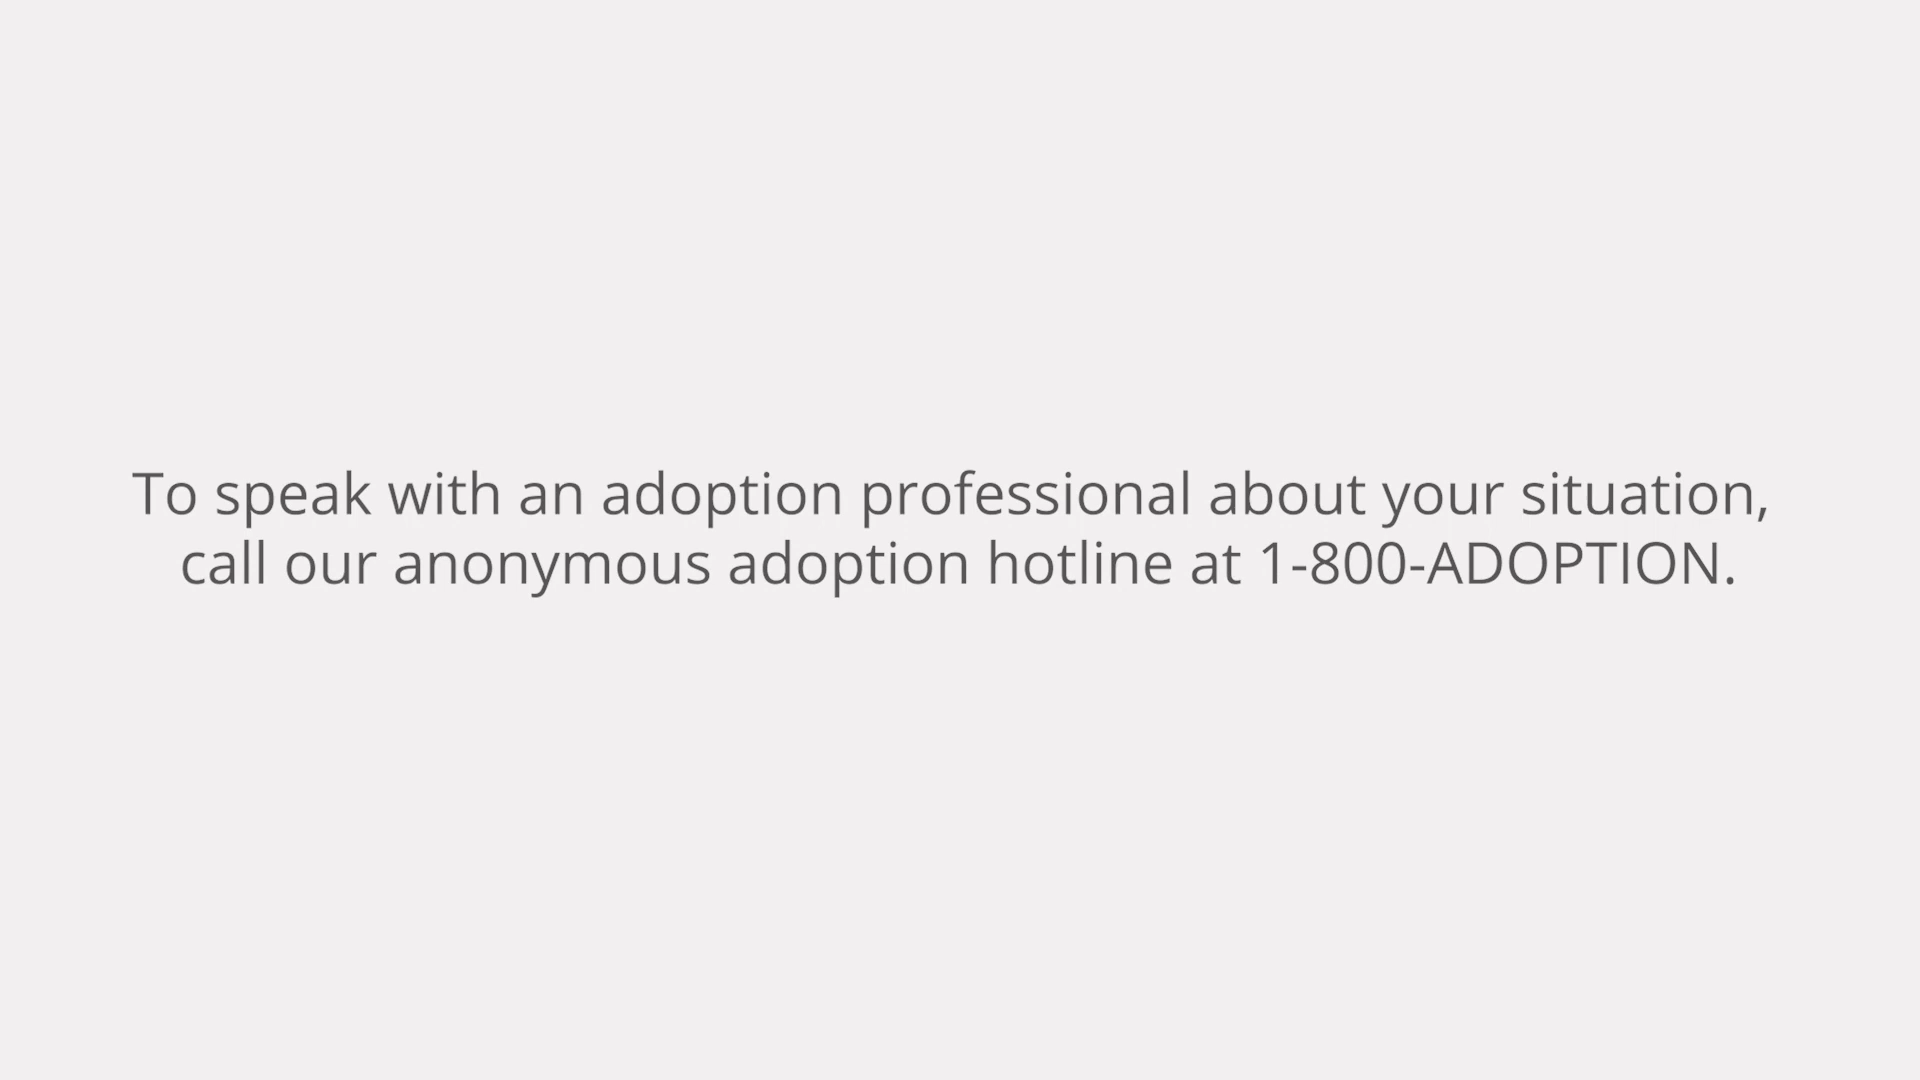 To speak with an adoption professional about your situation,
call our anonymous adoption hotline at 1-800-ADOPTION.